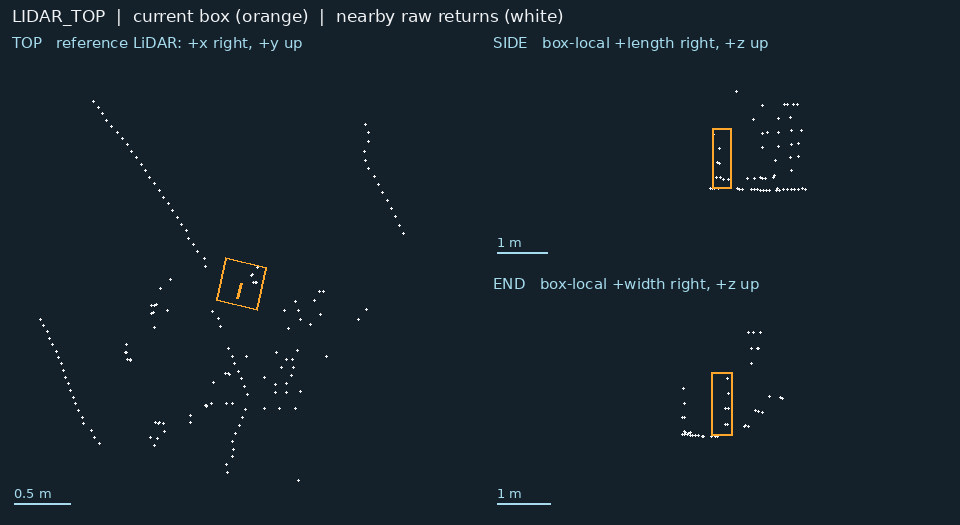 LIDAR_TOP | current box (orange) | nearby raw returns (white)
TOP reference LiDAR: +x right, +y up
SIDE box-local +length right, +z up
1 m
END box-local +width right, +z up
0.5 m
1 m